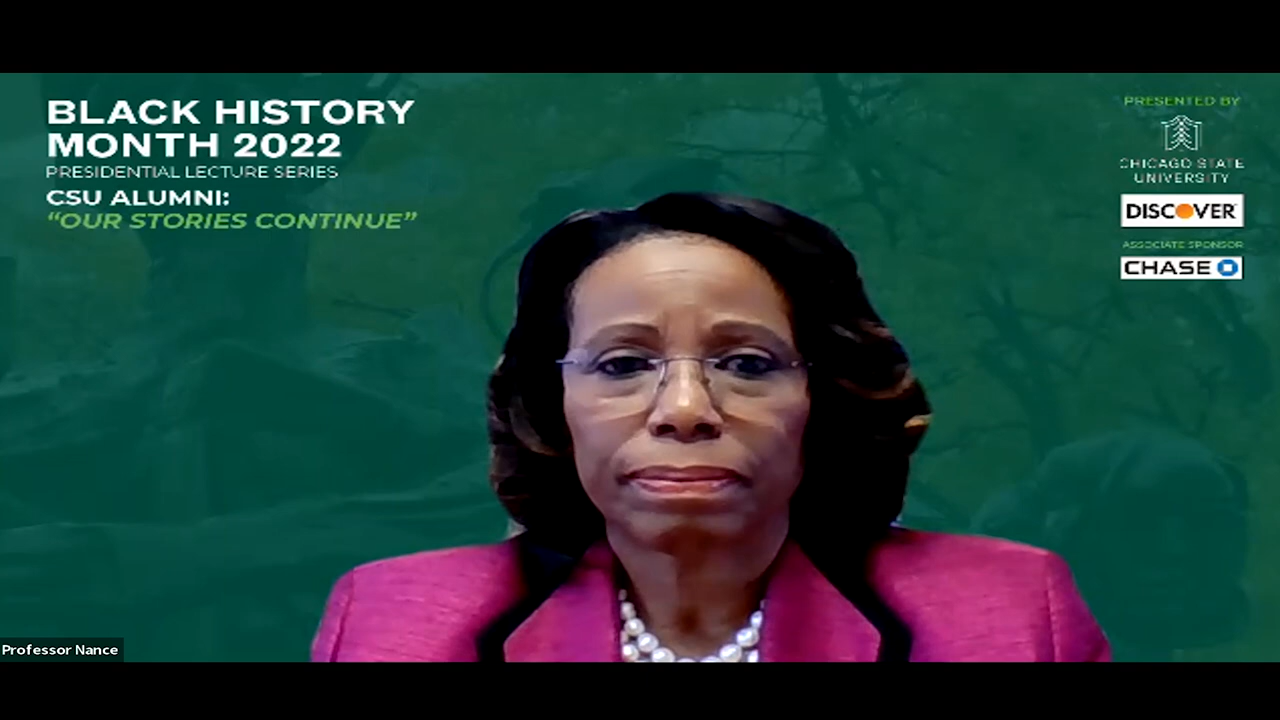 BLACK HISTORY
MONTH 2022
PRESIDENTIAL LECTURE SERIES
CSU ALUMNI:
“OUR STORIES CONTINUE”
PRESENTED BY
CHICAGO STATE
UNIVERSITY
DISCOVER
ASSOCIATE SPONSOR
CHASE
Professor Nance